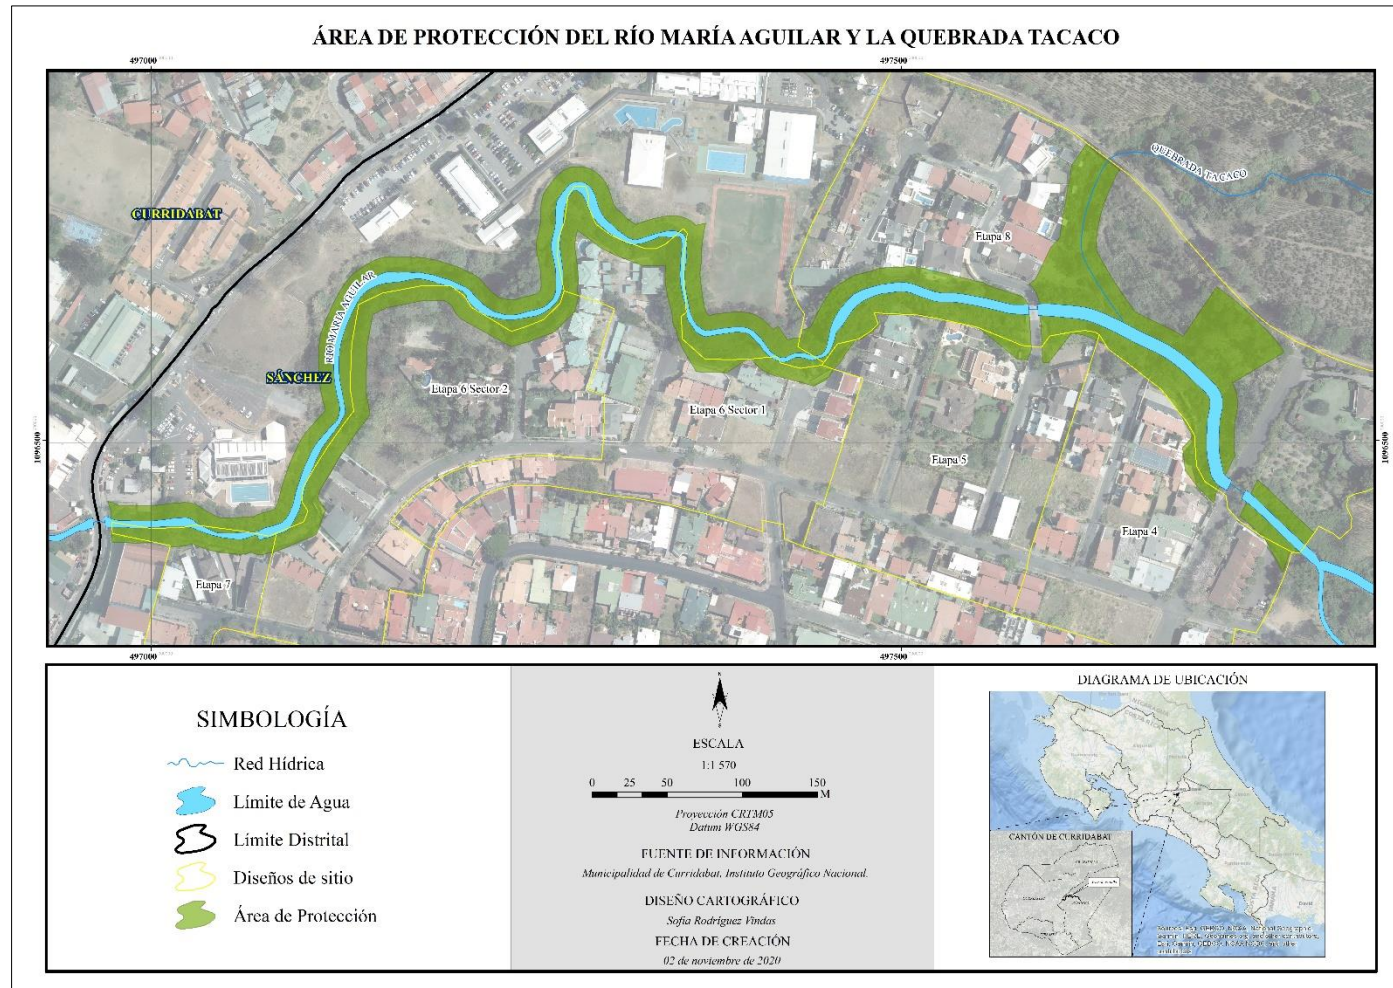 ÁREA DE PROTECCIÓN DEL RÍO MARÍA AGUILAR Y LA QUEBRADA TACACO
497000
497500
QUEBRADA TACACO
CURRIDABAT
Etapa 8
RÍO MARÍA AGUILAR
SÁNCHEZ
Etapa 6 Sector 2
Etapa 6 Sector 1
1096500
1096500
Etapa 5
Etapa 4
Etapa 7
497000
497500
SIMBOLOGÍA
Red Hídrica
Límite de Agua
Límite Distrital
Diseños de sitio
Área de Protección
ESCALA
1:1 570
0 25 50 100 150
M
Proyección CRTM05
Datum WGS84
FUENTE DE INFORMACIÓN
Municipalidad de Curridabat, Instituto Geográfico Nacional.
DISEÑO CARTOGRÁFICO
Sofía Rodríguez Vindas
FECHA DE CREACIÓN
02 de noviembre de 2020
DIAGRAMA DE UBICACIÓN
CANTÓN DE CURRIDABAT